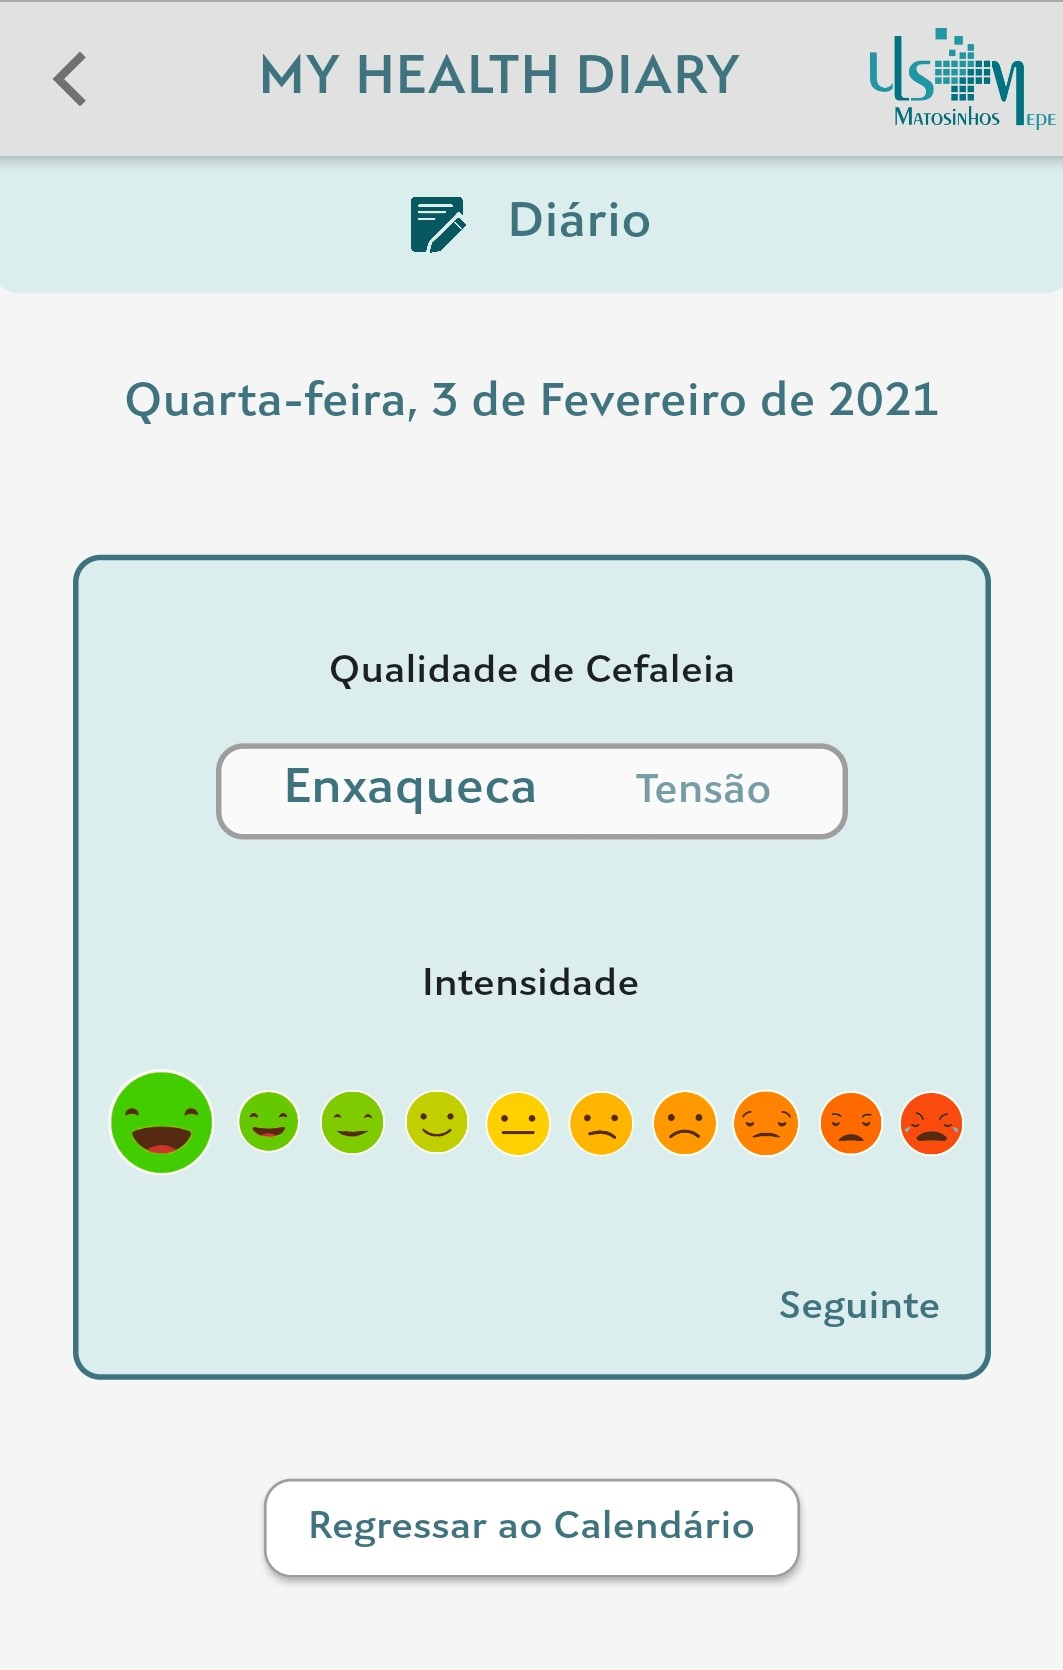 MY HEALTH DIARY
ULSM
MATOSINHOS EPE
Diário
Quarta-feira, 3 de Fevereiro de 2021
Qualidade de Cefaleia
Enxaqueca Tensão
Intensidade
Seguinte
Regressar ao Calendário